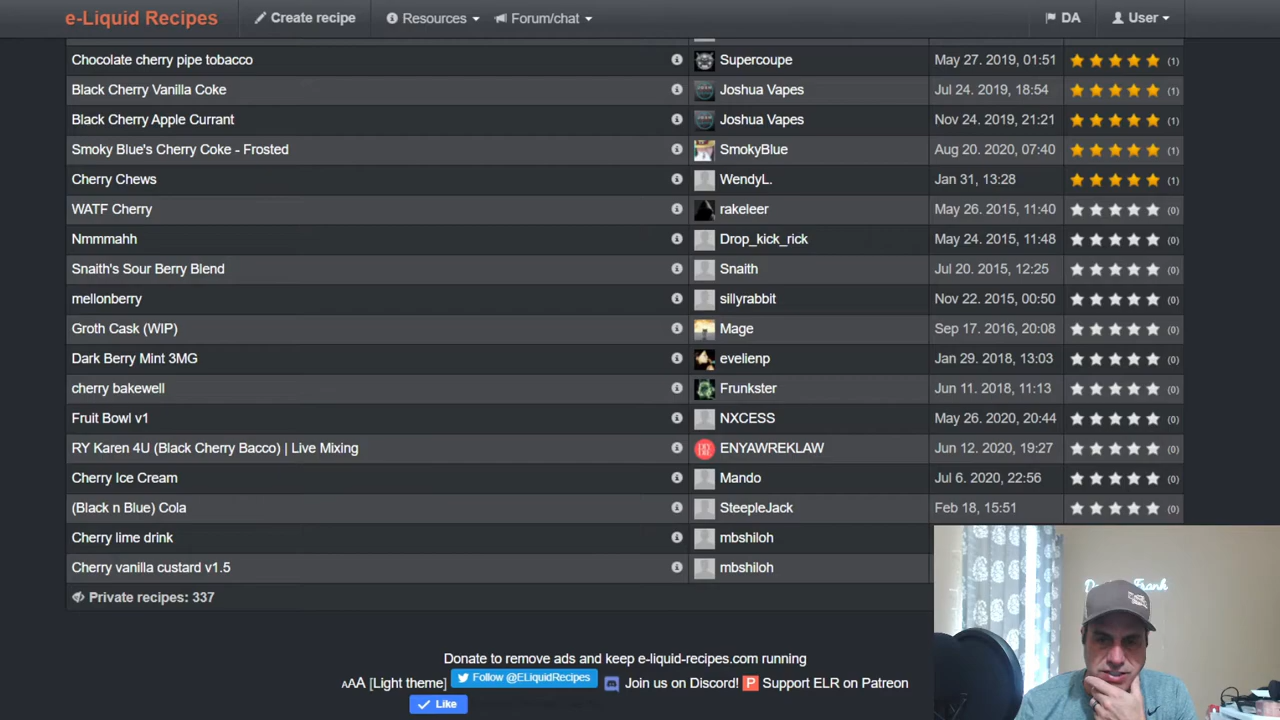 e-Liquid Recipes Create recipe Resources Forum/chat DA User
Chocolate cherry pipe tobacco Supercoupe May 27. 2019, 01:51 (1)
Black Cherry Vanilla Coke Joshua Vapes Jul 24. 2019, 18:54 (1)
Black Cherry Apple Currant Joshua Vapes Nov 24. 2019, 21:21 (1)
Smoky Blue's Cherry Coke - Frosted SmokyBlue Aug 20. 2020, 07:40 (1)
Cherry Chews WendyL. Jan 31, 13:28 (1)
WATF Cherry rakeleer May 26. 2015, 11:40 (0)
Nmmmahh Drop_kick_rick May 24. 2015, 11:48 (0)
Snaith's Sour Berry Blend Snaith Jul 20. 2015, 12:25 (0)
mellonberry sillyrabbit Nov 22. 2015, 00:50 (0)
Groth Cask (WIP) Mage Sep 17. 2016, 20:08 (0)
Dark Berry Mint 3MG evelienp Jan 29. 2018, 13:03 (0)
cherry bakewell Frunkster Jun 11. 2018, 11:13 (0)
Fruit Bowl v1 NXCESS May 26. 2020, 20:44 (0)
RY Karen 4U (Black Cherry Bacco) | Live Mixing ENYAWREKLAW Jun 12. 2020, 19:27 (0)
Cherry Ice Cream Mando Jul 6. 2020, 22:56 (0)
(Black n Blue) Cola SteepleJack Feb 18, 15:51 (0)
Cherry lime drink mbshiloh
Cherry vanilla custard v1.5 mbshiloh
Private recipes: 337
Donate to remove ads and keep e-liquid-recipes.com running
AAA [Light theme] Follow @ELiquidRecipes Join us on Discord! Support ELR on Patreon
Like